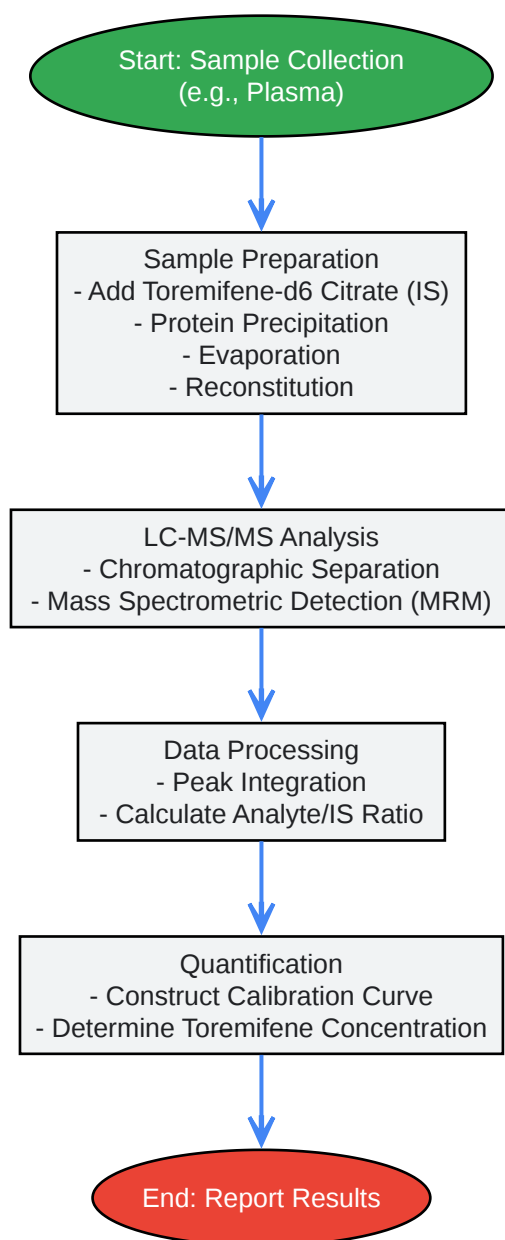 Start: Sample Collection
(e.g., Plasma)
Sample Preparation
- Add Toremifene-d6 Citrate (IS)
- Protein Precipitation
- Evaporation
- Reconstitution
LC-MS/MS Analysis
- Chromatographic Separation
- Mass Spectrometric Detection (MRM)
Data Processing
- Peak Integration
- Calculate Analyte/IS Ratio
Quantification
- Construct Calibration Curve
- Determine Toremifene Concentration
End: Report Results